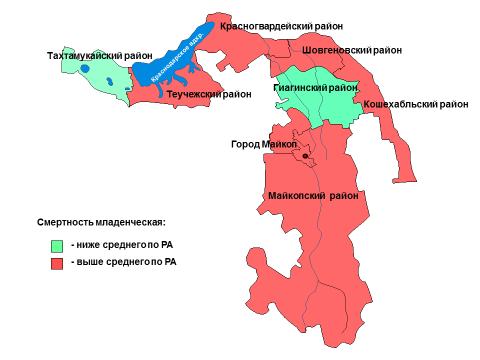 Красногвардейский район
Тахтамукайский район
Шовгеновский район
Краснодарское вдхр.
Теучежский район
Гиагинский район
Кошехабльский район
Город Майкоп
Майкопский район
Смертность младенческая:
- ниже среднего по РА
- выше среднего по РА